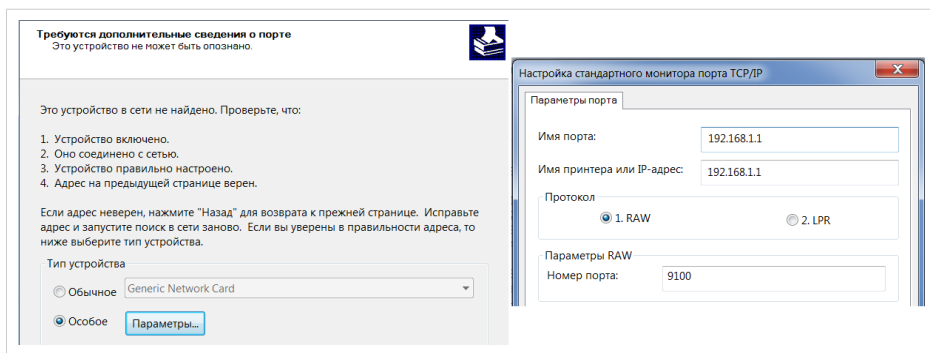 Требуются дополнительные сведения о порте
Это устройство не может быть опознано.
Это устройство в сети не найдено. Проверьте, что:
1. Устройство включено.
2. Оно соединено с сетью.
3. Устройство правильно настроено.
4. Адрес на предыдущей странице верен.
Если адрес неверен, нажмите "Назад" для возврата к прежней странице. Исправьте
адрес и запустите поиск в сети заново. Если вы уверены в правильности адреса, то
ниже выберите тип устройства.
Тип устройства
Обычное Generic Network Card
Особое Параметры...
Настройка стандартного монитора порта TCP/IP
Параметры порта
Имя порта: 192.168.1.1
Имя принтера или IP-адрес: 192.168.1.1
Протокол
1. RAW 2. LPR
Параметры RAW
Номер порта: 9100